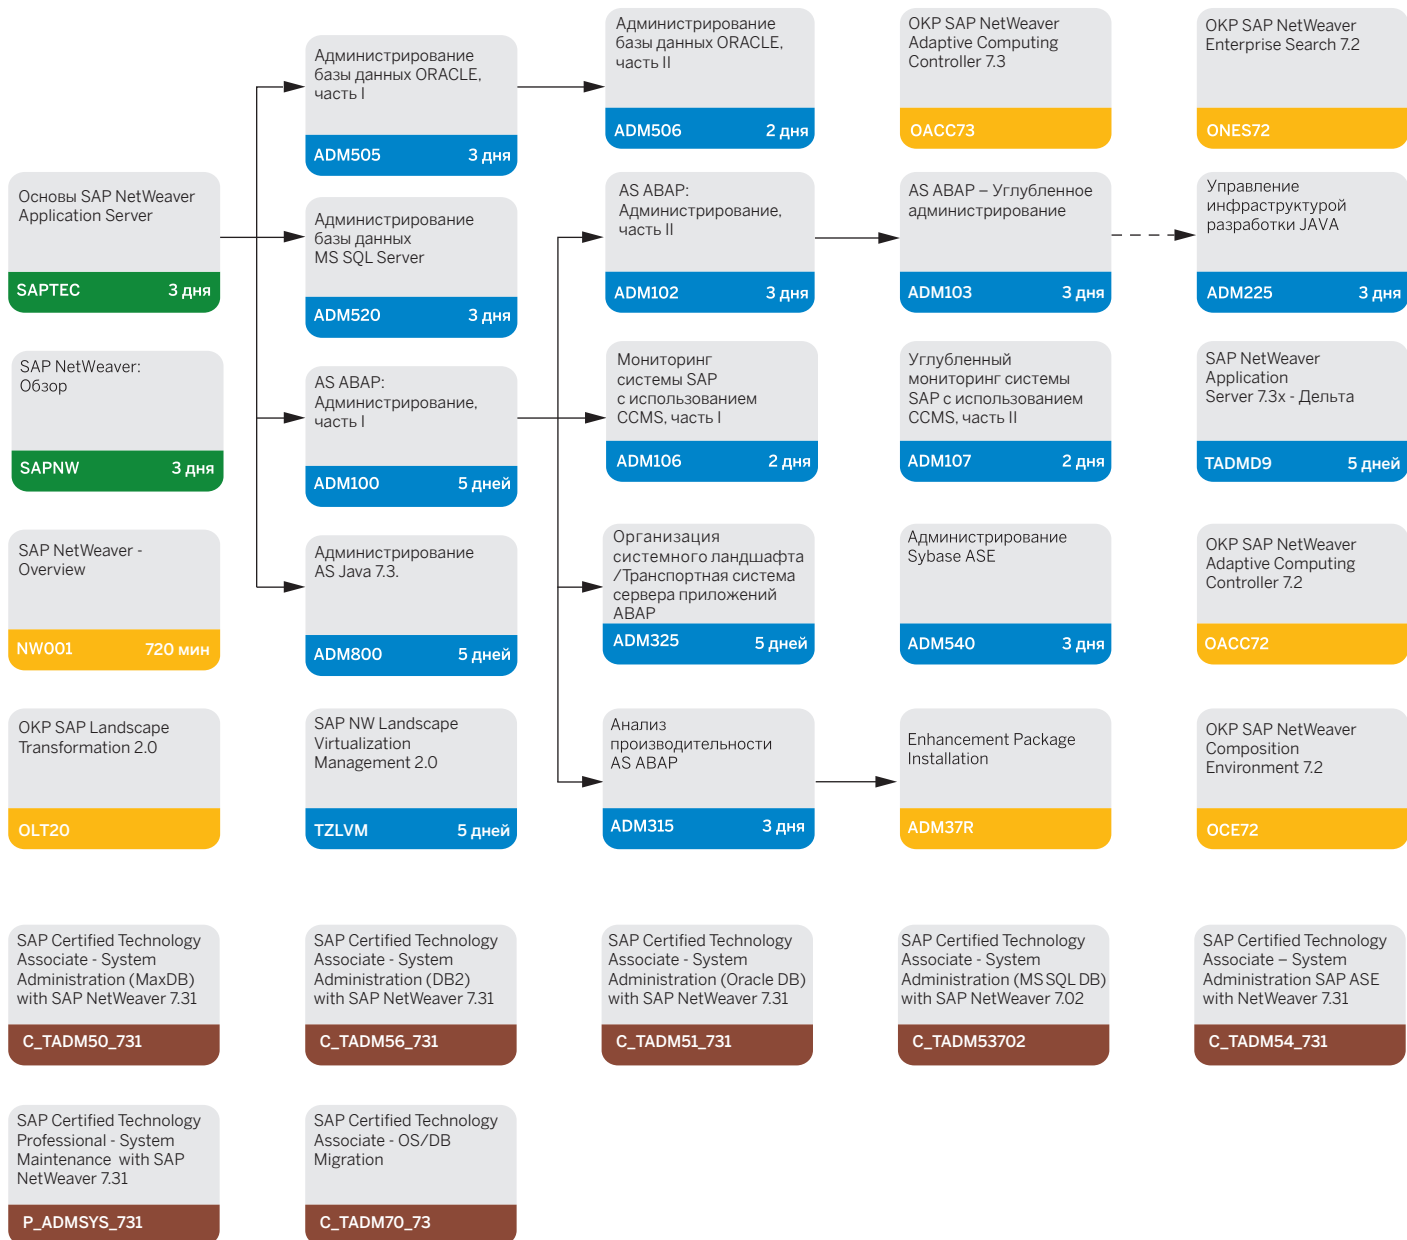 Администрирование
базы данных ORACLE,
часть I
ADM505 3 дня
Администрирование
базы данных ORACLE,
часть II
ADM506 2 дня
OKP SAP NetWeaver
Adaptive Computing
Controller 7.3
OACC73
OKP SAP NetWeaver
Enterprise Search 7.2
ONES72
Основы SAP NetWeaver
Application Server
SAPTEC 3 дня
Администрирование
базы данных
MS SQL Server
ADM520 3 дня
AS ABAP:
Администрирование,
часть II
ADM102 3 дня
AS ABAP – Углубленное
администрирование
ADM103 3 дня
Управление
инфраструктурой
разработки JAVA
ADM225 3 дня
SAP NetWeaver:
Обзор
SAPNW 3 дня
AS ABAP:
Администрирование,
часть I
ADM100 5 дней
Мониторинг
системы SAP
с использованием
CCMS, часть I
ADM106 2 дня
Углубленный
мониторинг системы
SAP с использованием
CCMS, часть II
ADM107 2 дня
SAP NetWeaver
Application
Server 7.3x - Дельта
TADMD9 5 дней
SAP NetWeaver -
Overview
NW001 720 мин
Администрирование
AS Java 7.3.
ADM800 5 дней
Организация
системного ландшафта
/Транспортная система
сервера приложений
ABAP
ADM325 5 дней
Администрирование
Sybase ASE
ADM540 3 дня
OKP SAP NetWeaver
Adaptive Computing
Controller 7.2
OACC72
OKP SAP Landscape
Transformation 2.0
OLT20
SAP NW Landscape
Virtualization
Management 2.0
TZLVM 5 дней
Анализ
производительности
AS ABAP
ADM315 3 дня
Enhancement Package
Installation
ADM37R
OKP SAP NetWeaver
Composition
Environment 7.2
OCE72
SAP Certified Technology
Associate - System
Administration (MaxDB)
with SAP NetWeaver 7.31
C_TADM50_731
SAP Certified Technology
Associate - System
Administration (DB2)
with SAP NetWeaver 7.31
C_TADM56_731
SAP Certified Technology
Associate - System
Administration (Oracle DB)
with SAP NetWeaver 7.31
C_TADM51_731
SAP Certified Technology
Associate - System
Administration (MS SQL DB)
with SAP NetWeaver 7.02
C_TADM53702
SAP Certified Technology
Associate – System
Administration SAP ASE
with NetWeaver 7.31
C_TADM54_731
SAP Certified Technology
Professional - System
Maintenance with SAP
NetWeaver 7.31
P_ADMSYS_731
SAP Certified Technology
Associate - OS/DB
Migration
C_TADM70_73